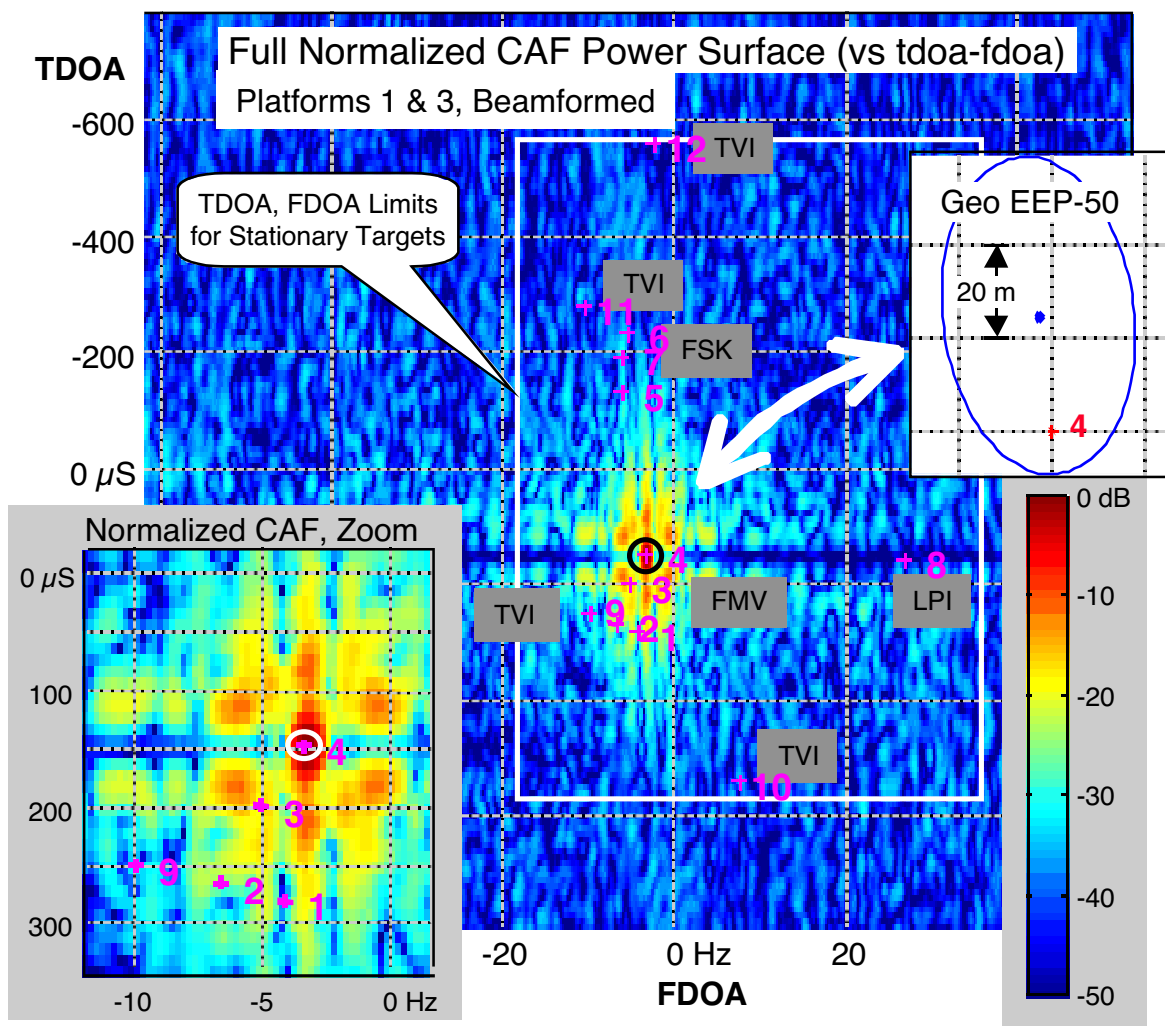 Full Normalized CAF Power Surface (vs tdoa-fdoa)
Platforms 1 & 3, Beamformed
TDOA
-600
-400
-200
0 µS
12
TVI
TDOA, FDOA Limits
for Stationary Targets
TVI
11
6
FSK
7
5
Geo EEP-50
20 m
4
4
8
3
FMV
LPI
TVI
9
2
1
TVI
10
-20
0 Hz
20
FDOA
0 dB
-10
-20
-30
-40
-50
Normalized CAF, Zoom
0 µS
100
200
300
4
3
9
2
1
-10
-5
0 Hz